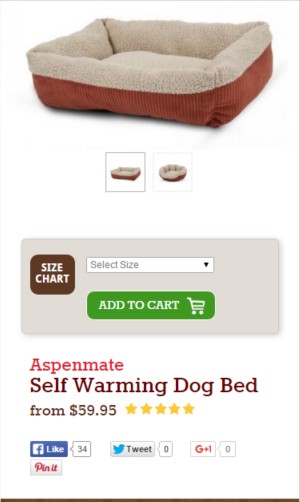 SIZE
CHART
Select Size
ADD TO CART
Aspenmate
Self Warming Dog Bed
from $59.95
Like 34
Tweet 0
g+1 0
Pin it